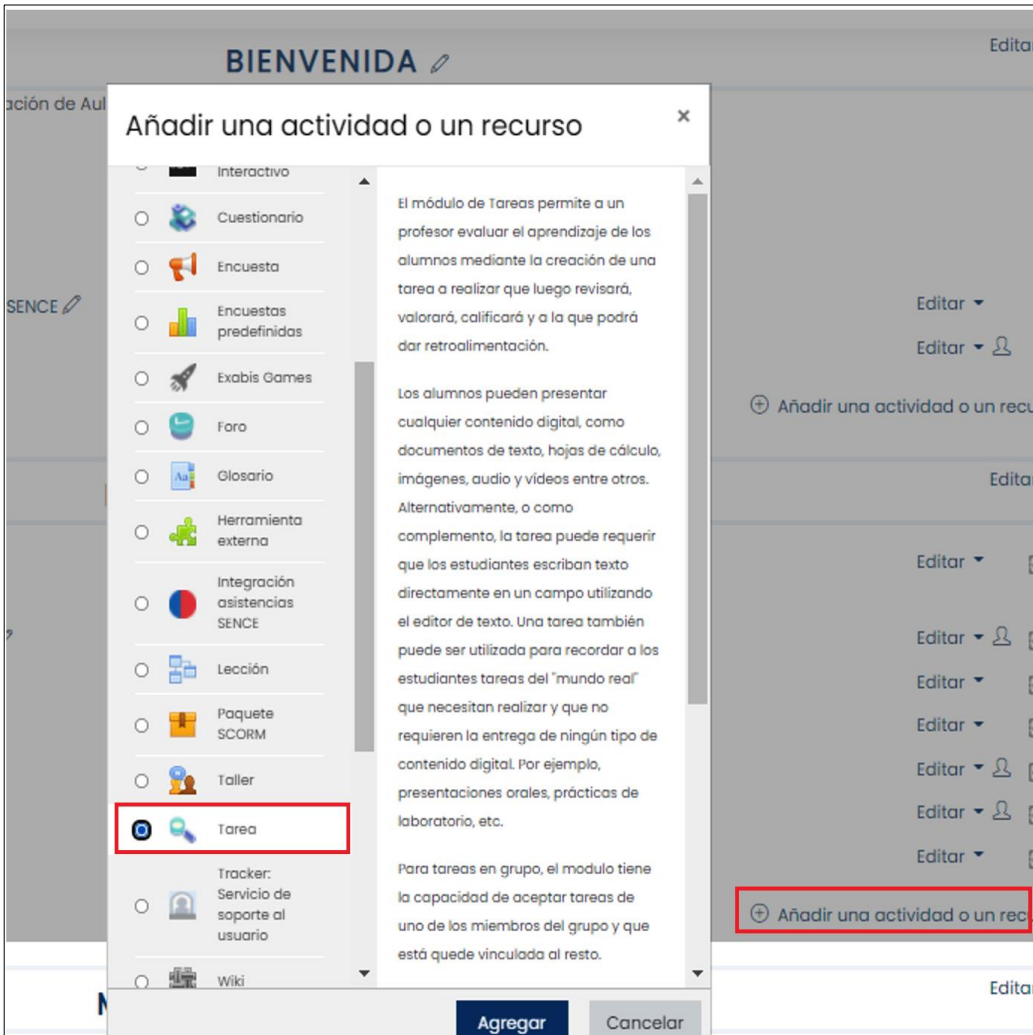 Edita
BIENVENIDA
ación de Aul
Añadir una actividad o un recurso
×
Interactivo
Cuestionario
Encuesta
Encuestas
predefinidas
Exabis Games
Foro
Glosario
Herramienta
externa
Integración
asistencias
SENCE
Lección
Paquete
SCORM
Taller
Tarea
Tracker:
Servicio de
soporte al
usuario
Wiki
El módulo de Tareas permite a un
profesor evaluar el aprendizaje de los
alumnos mediante la creación de una
tarea a realizar que luego revisará,
valorará, calificará y a la que podrá
dar retroalimentación.
Los alumnos pueden presentar
cualquier contenido digital, como
documentos de texto, hojas de cálculo,
imágenes, audio y vídeos entre otros.
Alternativamente, o como
complemento, la tarea puede requerir
que los estudiantes escriban texto
directamente en un campo utilizando
el editor de texto. Una tarea también
puede ser utilizada para recordar a los
estudiantes tareas del "mundo real"
que necesitan realizar y que no
requieren la entrega de ningún tipo de
contenido digital. Por ejemplo,
presentaciones orales, prácticas de
laboratorio, etc.
Para tareas en grupo, el modulo tiene
la capacidad de aceptar tareas de
uno de los miembros del grupo y que
está quede vinculada al resto.
Agregar
Cancelar
SENCE
Editar
Editar
Añadir una actividad o un recu
Edita
Editar
Editar
Editar
Editar
Editar
Editar
Editar
Añadir una actividad o un rec
Edita